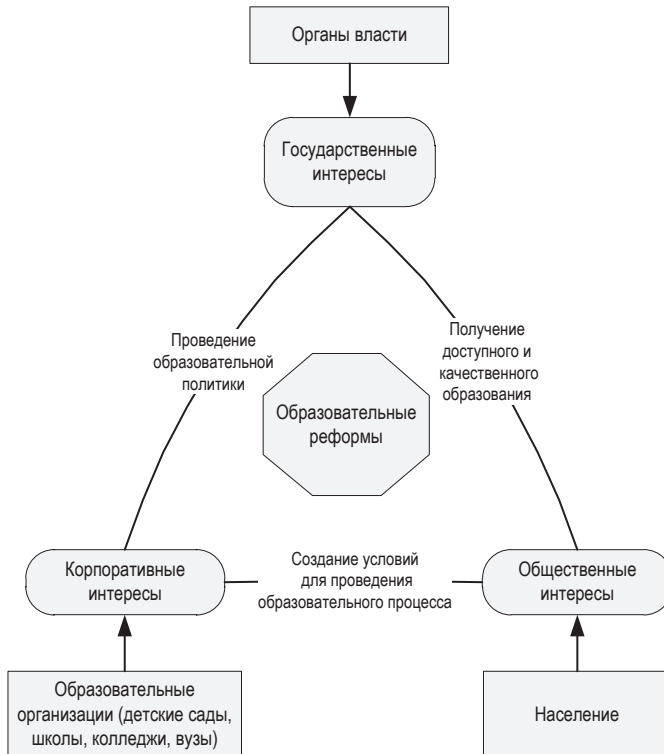 Органы власти
Государственные
интересы
Проведение
образовательной
политики
Получение
доступного и
качественного
образования
Образовательные
реформы
Корпоративные
интересы
Создание условий
для проведения
образовательного процесса
Общественные
интересы
Образовательные
организации (детские сады,
школы, колледжи, вузы)
Население